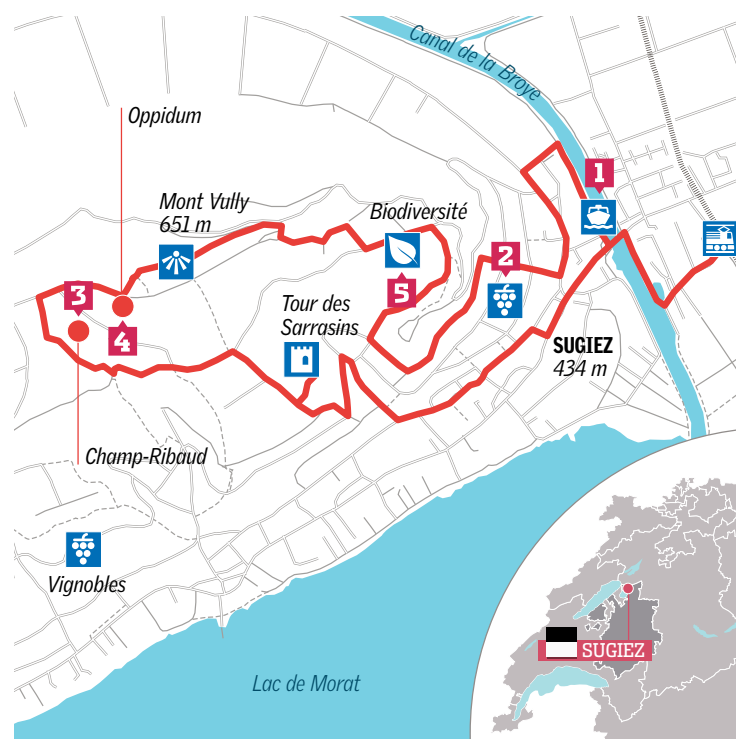 Canal de la Broye
Oppidum
1
Mont Vully
651 m
Biodiversité
2
3
5
Tour des
Sarrasins
4
SUGIEZ
434 m
Champ-Ribaud
Vignobles
SUGIEZ
Lac de Morat